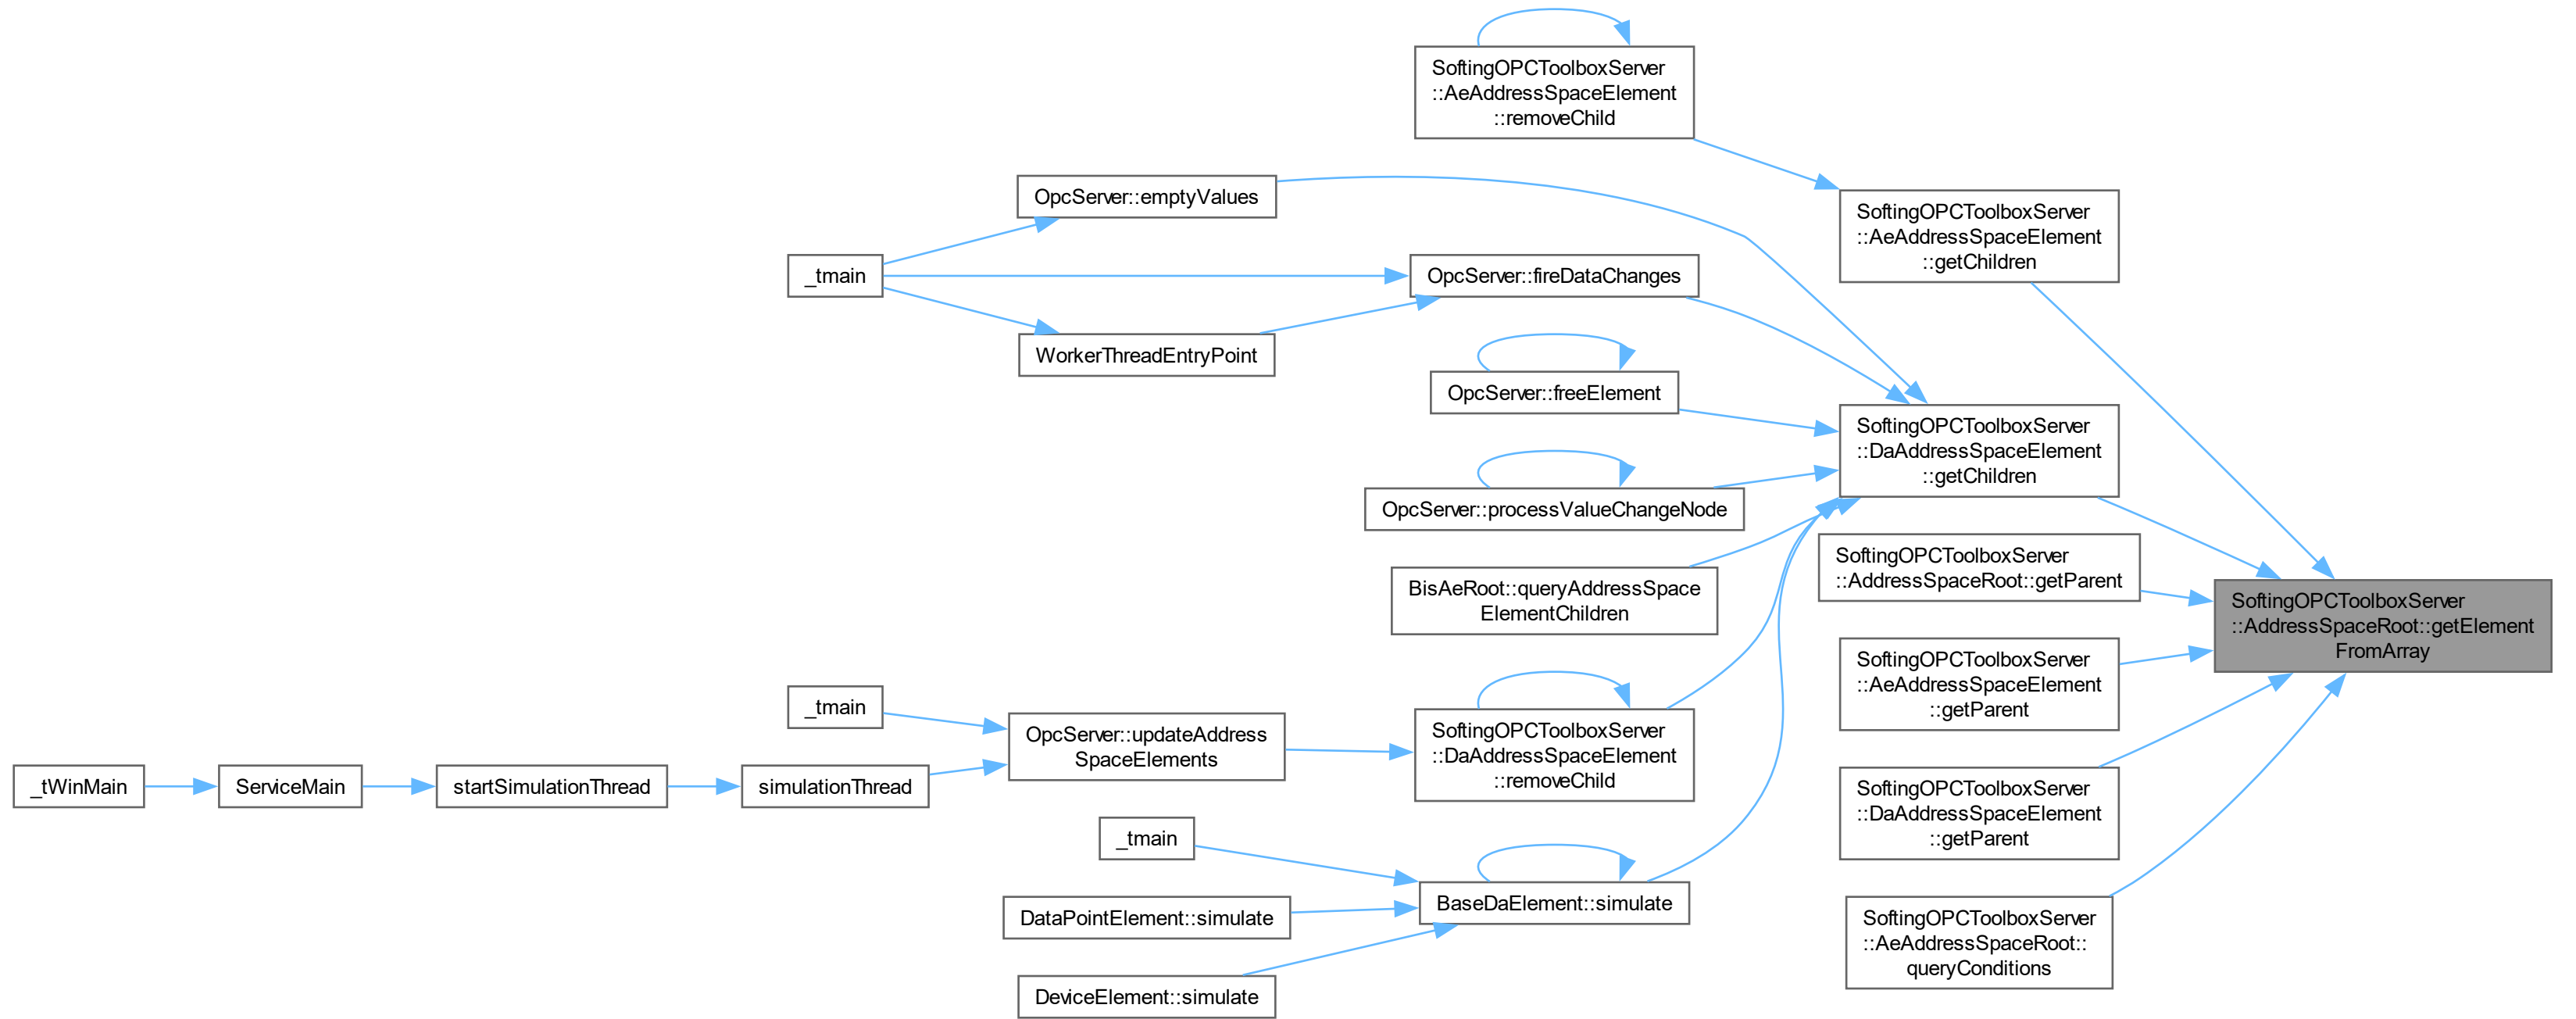 SoftingOPCToolboxServer
::AeAddressSpaceElement
::removeChild
OpcServer::emptyValues
SoftingOPCToolboxServer
::AeAddressSpaceElement
::getChildren
_tmain
OpcServer::fireDataChanges
WorkerThreadEntryPoint
OpcServer::freeElement
SoftingOPCToolboxServer
::DaAddressSpaceElement
::getChildren
OpcServer::processValueChangeNode
SoftingOPCToolboxServer
::AddressSpaceRoot::getParent
BisAeRoot::queryAddressSpace
ElementChildren
SoftingOPCToolboxServer
::AddressSpaceRoot::getElement
FromArray
SoftingOPCToolboxServer
::AeAddressSpaceElement
::getParent
_tmain
OpcServer::updateAddress
SpaceElements
SoftingOPCToolboxServer
::DaAddressSpaceElement
::removeChild
_tWinMain
ServiceMain
startSimulationThread
simulationThread
SoftingOPCToolboxServer
::DaAddressSpaceElement
::getParent
_tmain
BaseDaElement::simulate
DataPointElement::simulate
SoftingOPCToolboxServer
::AeAddressSpaceRoot::
queryConditions
DeviceElement::simulate